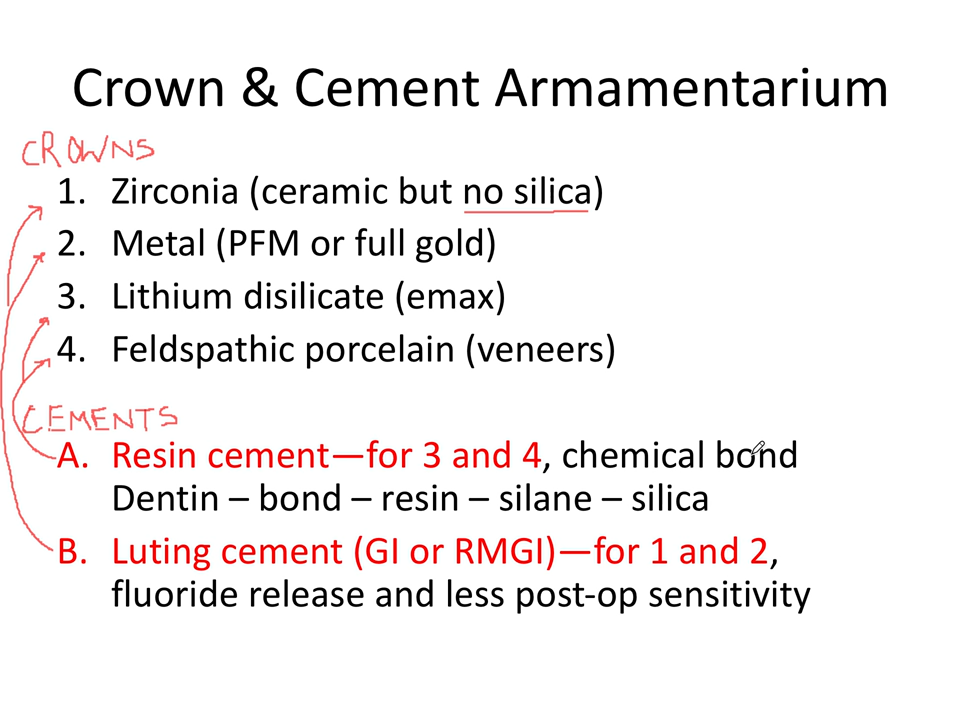 Crown & Cement Armamentarium
CROWNS
1. Zirconia (ceramic but no silica)
2. Metal (PFM or full gold)
3. Lithium disilicate (emax)
4. Feldspathic porcelain (veneers)
CEMENTS
A. Resin cement—for 3 and 4, chemical bond
Dentin – bond – resin – silane – silica
B. Luting cement (GI or RMGI)—for 1 and 2,
fluoride release and less post-op sensitivity